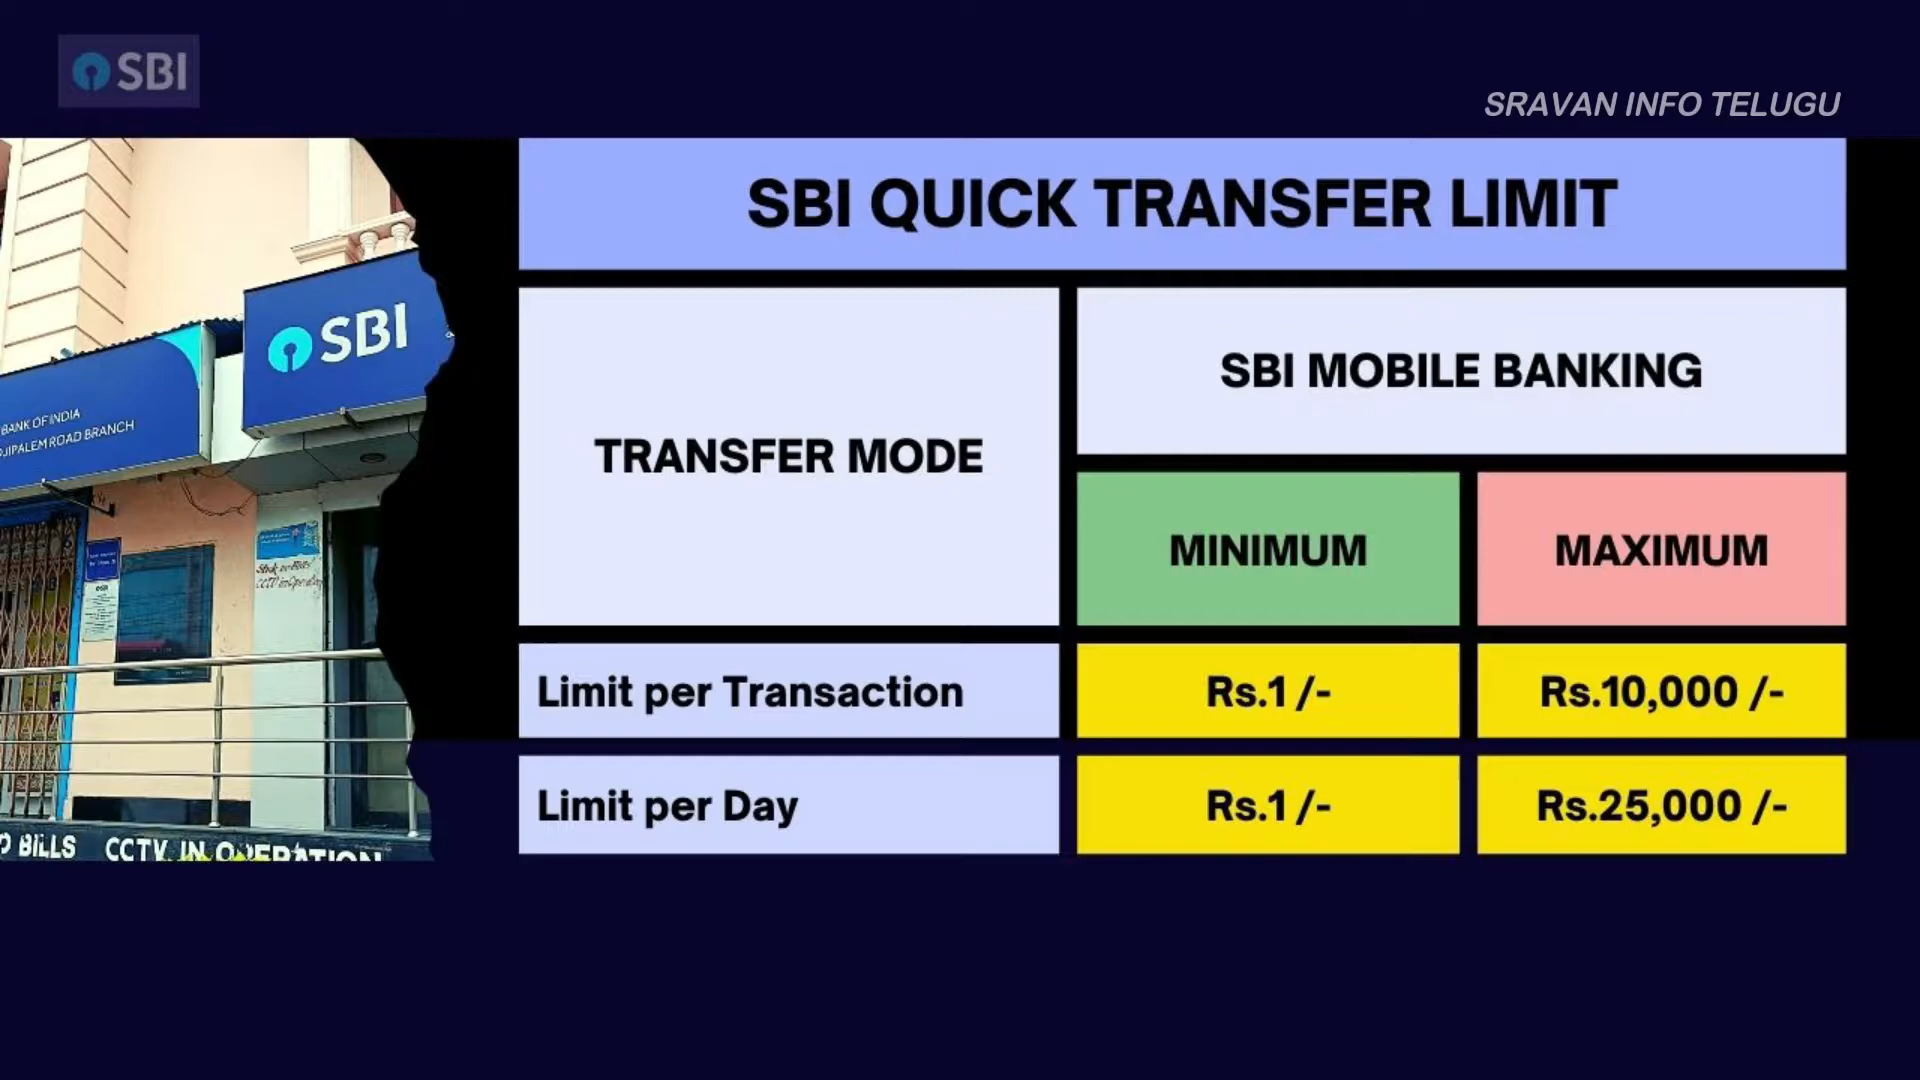 SBI
SRAVAN INFO TELUGU
SBI QUICK TRANSFER LIMIT
SBI
BANK OF INDIA
ROAD BRANCH
TRANSFER MODE
SBI MOBILE BANKING
MINIMUM
MAXIMUM
Limit per Transaction
Rs.1 /-
Rs.10,000 /-
Limit per Day
Rs.1 /-
Rs.25,000 /-
BILLS CCTV IN OPERATION